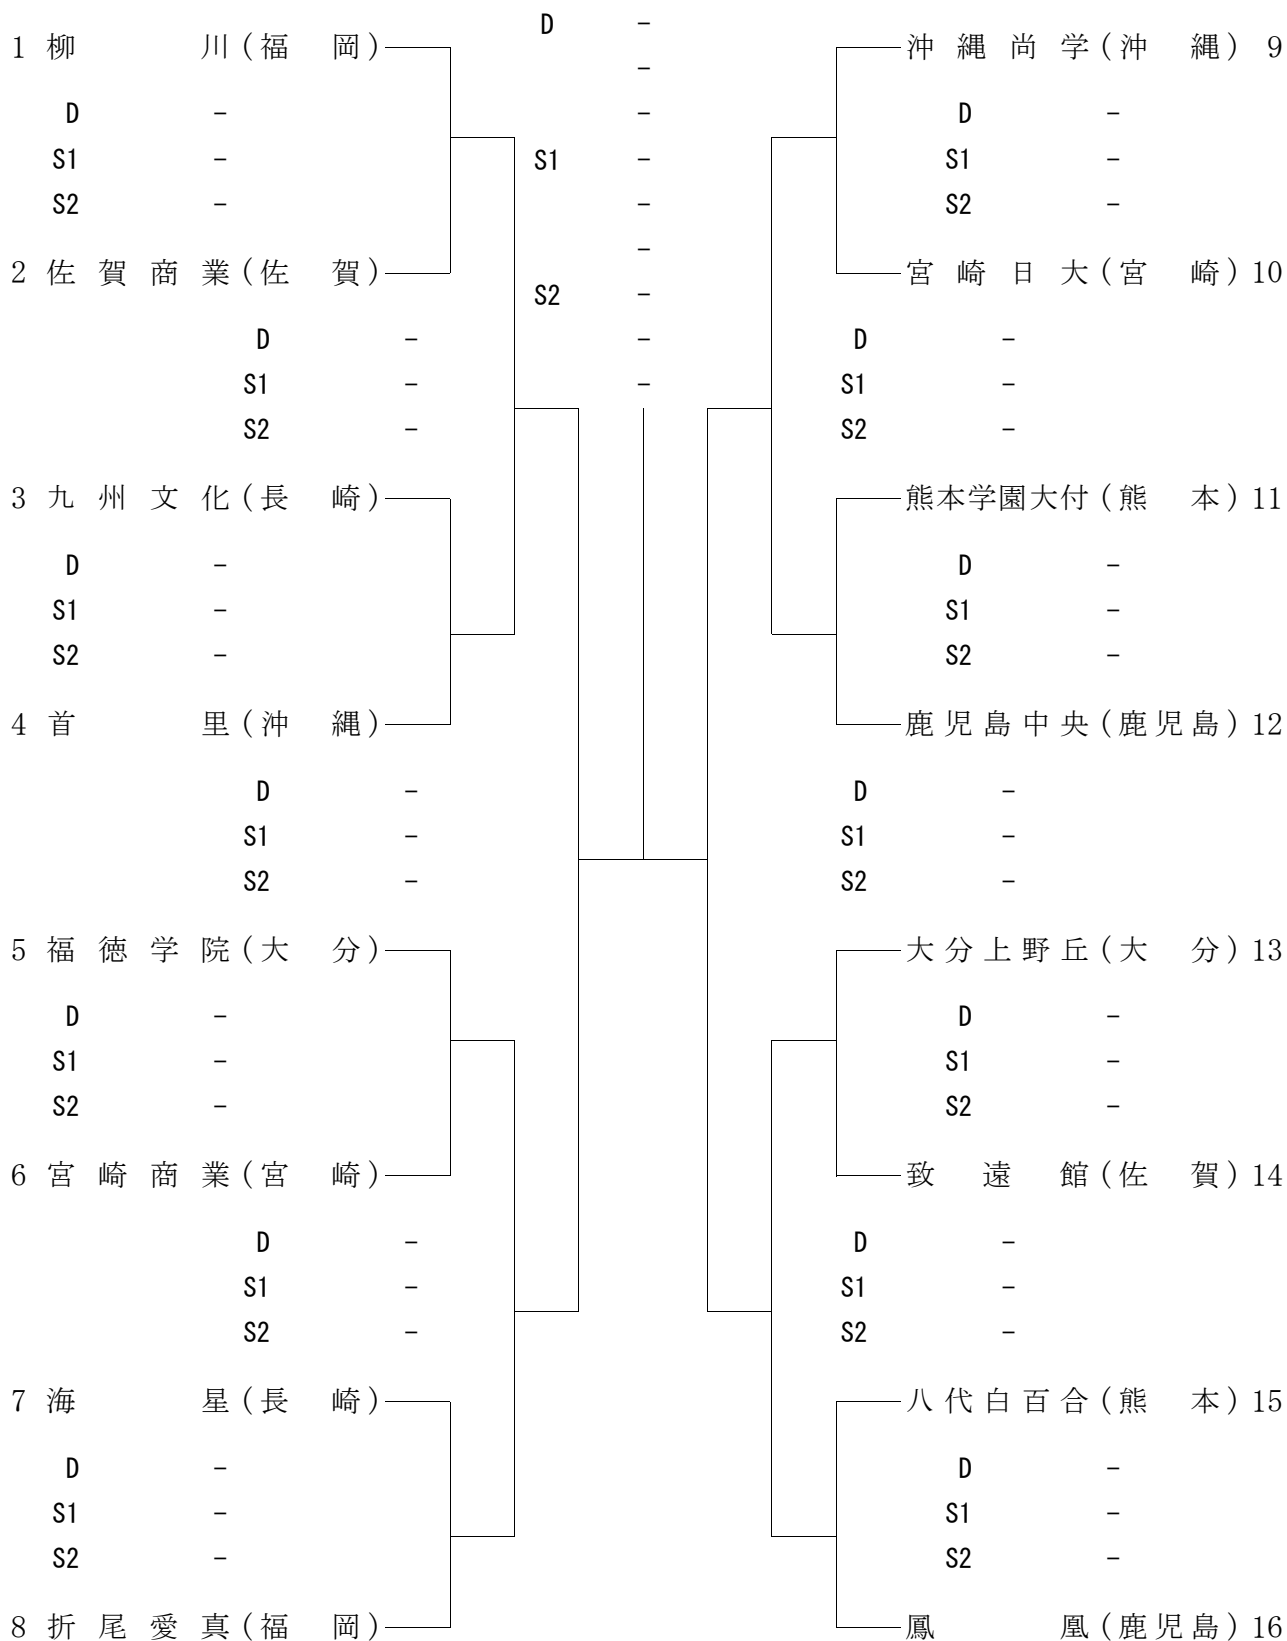 D -
1 柳川(福岡) 沖縄尚学(沖縄) 9
-
D - - D -
S1 - S1 - S1 -
S2 - - S2 -
-
2 佐賀商業(佐賀) 宮崎日大(宮崎) 10
S2 -
D - - D -
S1 - - S1 -
S2 - S2 -
3 九州文化(長崎) 熊本学園大付(熊本) 11
D - D -
S1 - S1 -
S2 - S2 -
4 首里(沖縄) 鹿児島中央(鹿児島) 12
D - D -
S1 - S1 -
S2 - S2 -
5 福徳学院(大分) 大分上野丘(大分) 13
D - D -
S1 - S1 -
S2 - S2 -
6 宮崎商業(宮崎) 致遠館(佐賀) 14
D - D -
S1 - S1 -
S2 - S2 -
7 海星(長崎) 八代白百合(熊本) 15
D - D -
S1 - S1 -
S2 - S2 -
8 折尾愛真(福岡) 鳳凰(鹿児島) 16